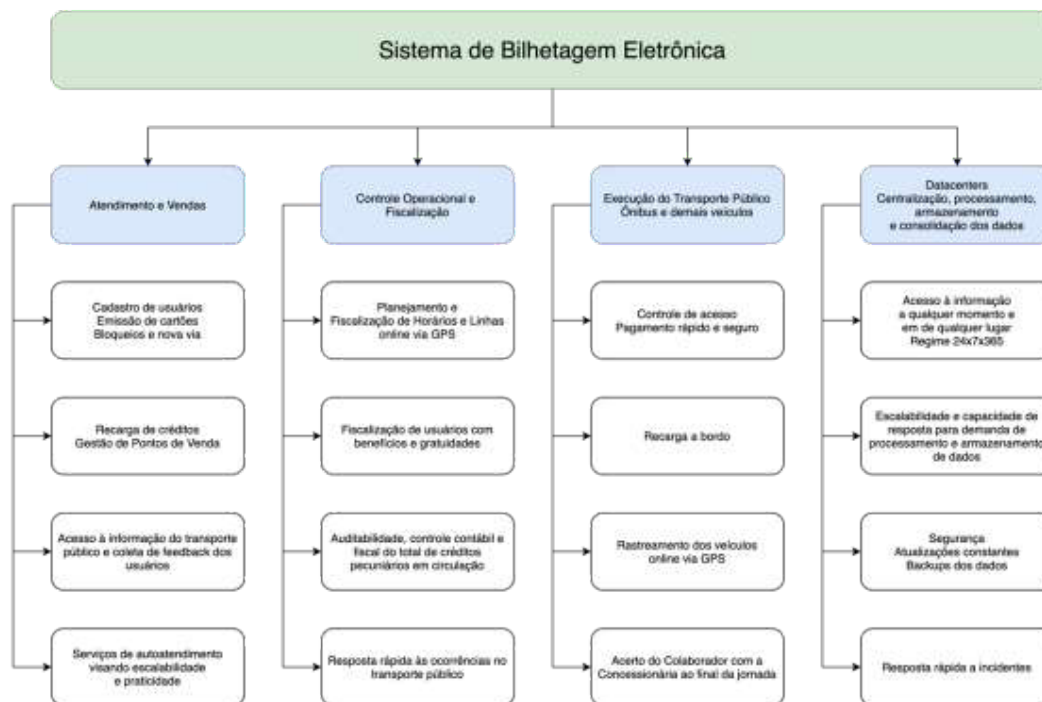 Sistema de Bilhetagem Eletrônica
Atendimento e Vendas
Cadastro de usuários
Emissão de cartões
Bloqueios e nova via
Recarga de créditos
Gestão de Pontos de Venda
Acesso à informação do transporte
público e coleta de feedback dos
usuários
Serviços de autoatendimento
visando escalabilidade
e praticidade
Controle Operacional e
Fiscalização
Planejamento e
Fiscalização de Horários e Linhas
online via GPS
Fiscalização de usuários com
benefícios e gratuidades
Auditabilidade, controle contábil e
fiscal do total de créditos
pecuniários em circulação
Resposta rápida às ocorrências no
transporte público
Execução do Transporte Público
Ônibus e demais veículos
Controle de acesso
Pagamento rápido e seguro
Recarga a bordo
Rastreamento dos veículos
online via GPS
Acerto do Colaborador com a
Concessionária ao final da jornada
Datacenters
Centralização, processamento,
armazenamento
e consolidação dos dados
Acesso à informação
a qualquer momento e
em de qualquer lugar
Regime 24x7x365
Escalabilidade e capacidade de
resposta para demanda de
processamento e armazenamento
de dados
Segurança
Atualizações constantes
Backups dos dados
Resposta rápida a incidentes